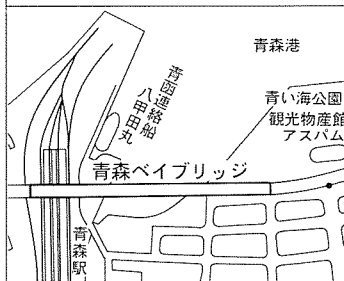 青森港
青函連絡船
八甲田丸
青い海公園
観光物産館
アスパム
青森ベイブリッジ
青森駅